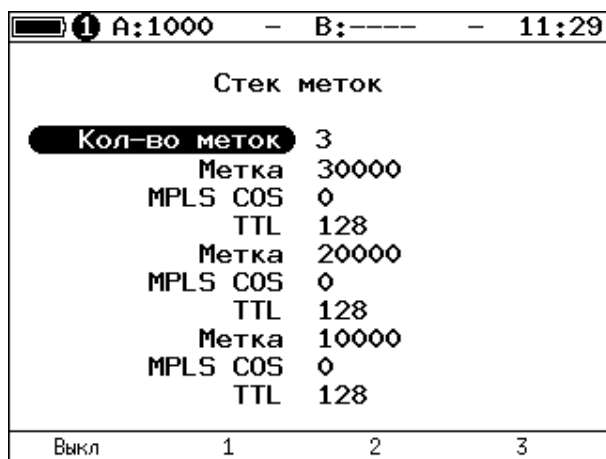 1 A:1000 – B:---- – 11:29
Стек меток
Кол-во меток 3
Метка 30000
MPLS COS 0
TTL 128
Метка 20000
MPLS COS 0
TTL 128
Метка 10000
MPLS COS 0
TTL 128
Выкл 1 2 3